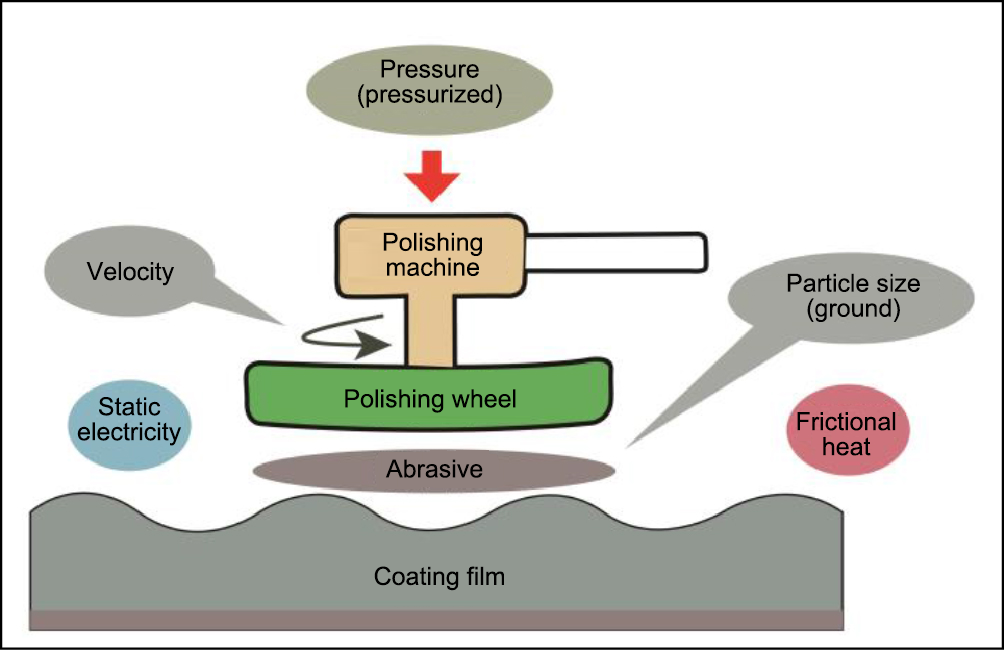 Pressure
(pressurized)
Polishing
machine
Velocity
Particle size
(ground)
Polishing wheel
Static
electricity
Frictional
heat
Abrasive
Coating film